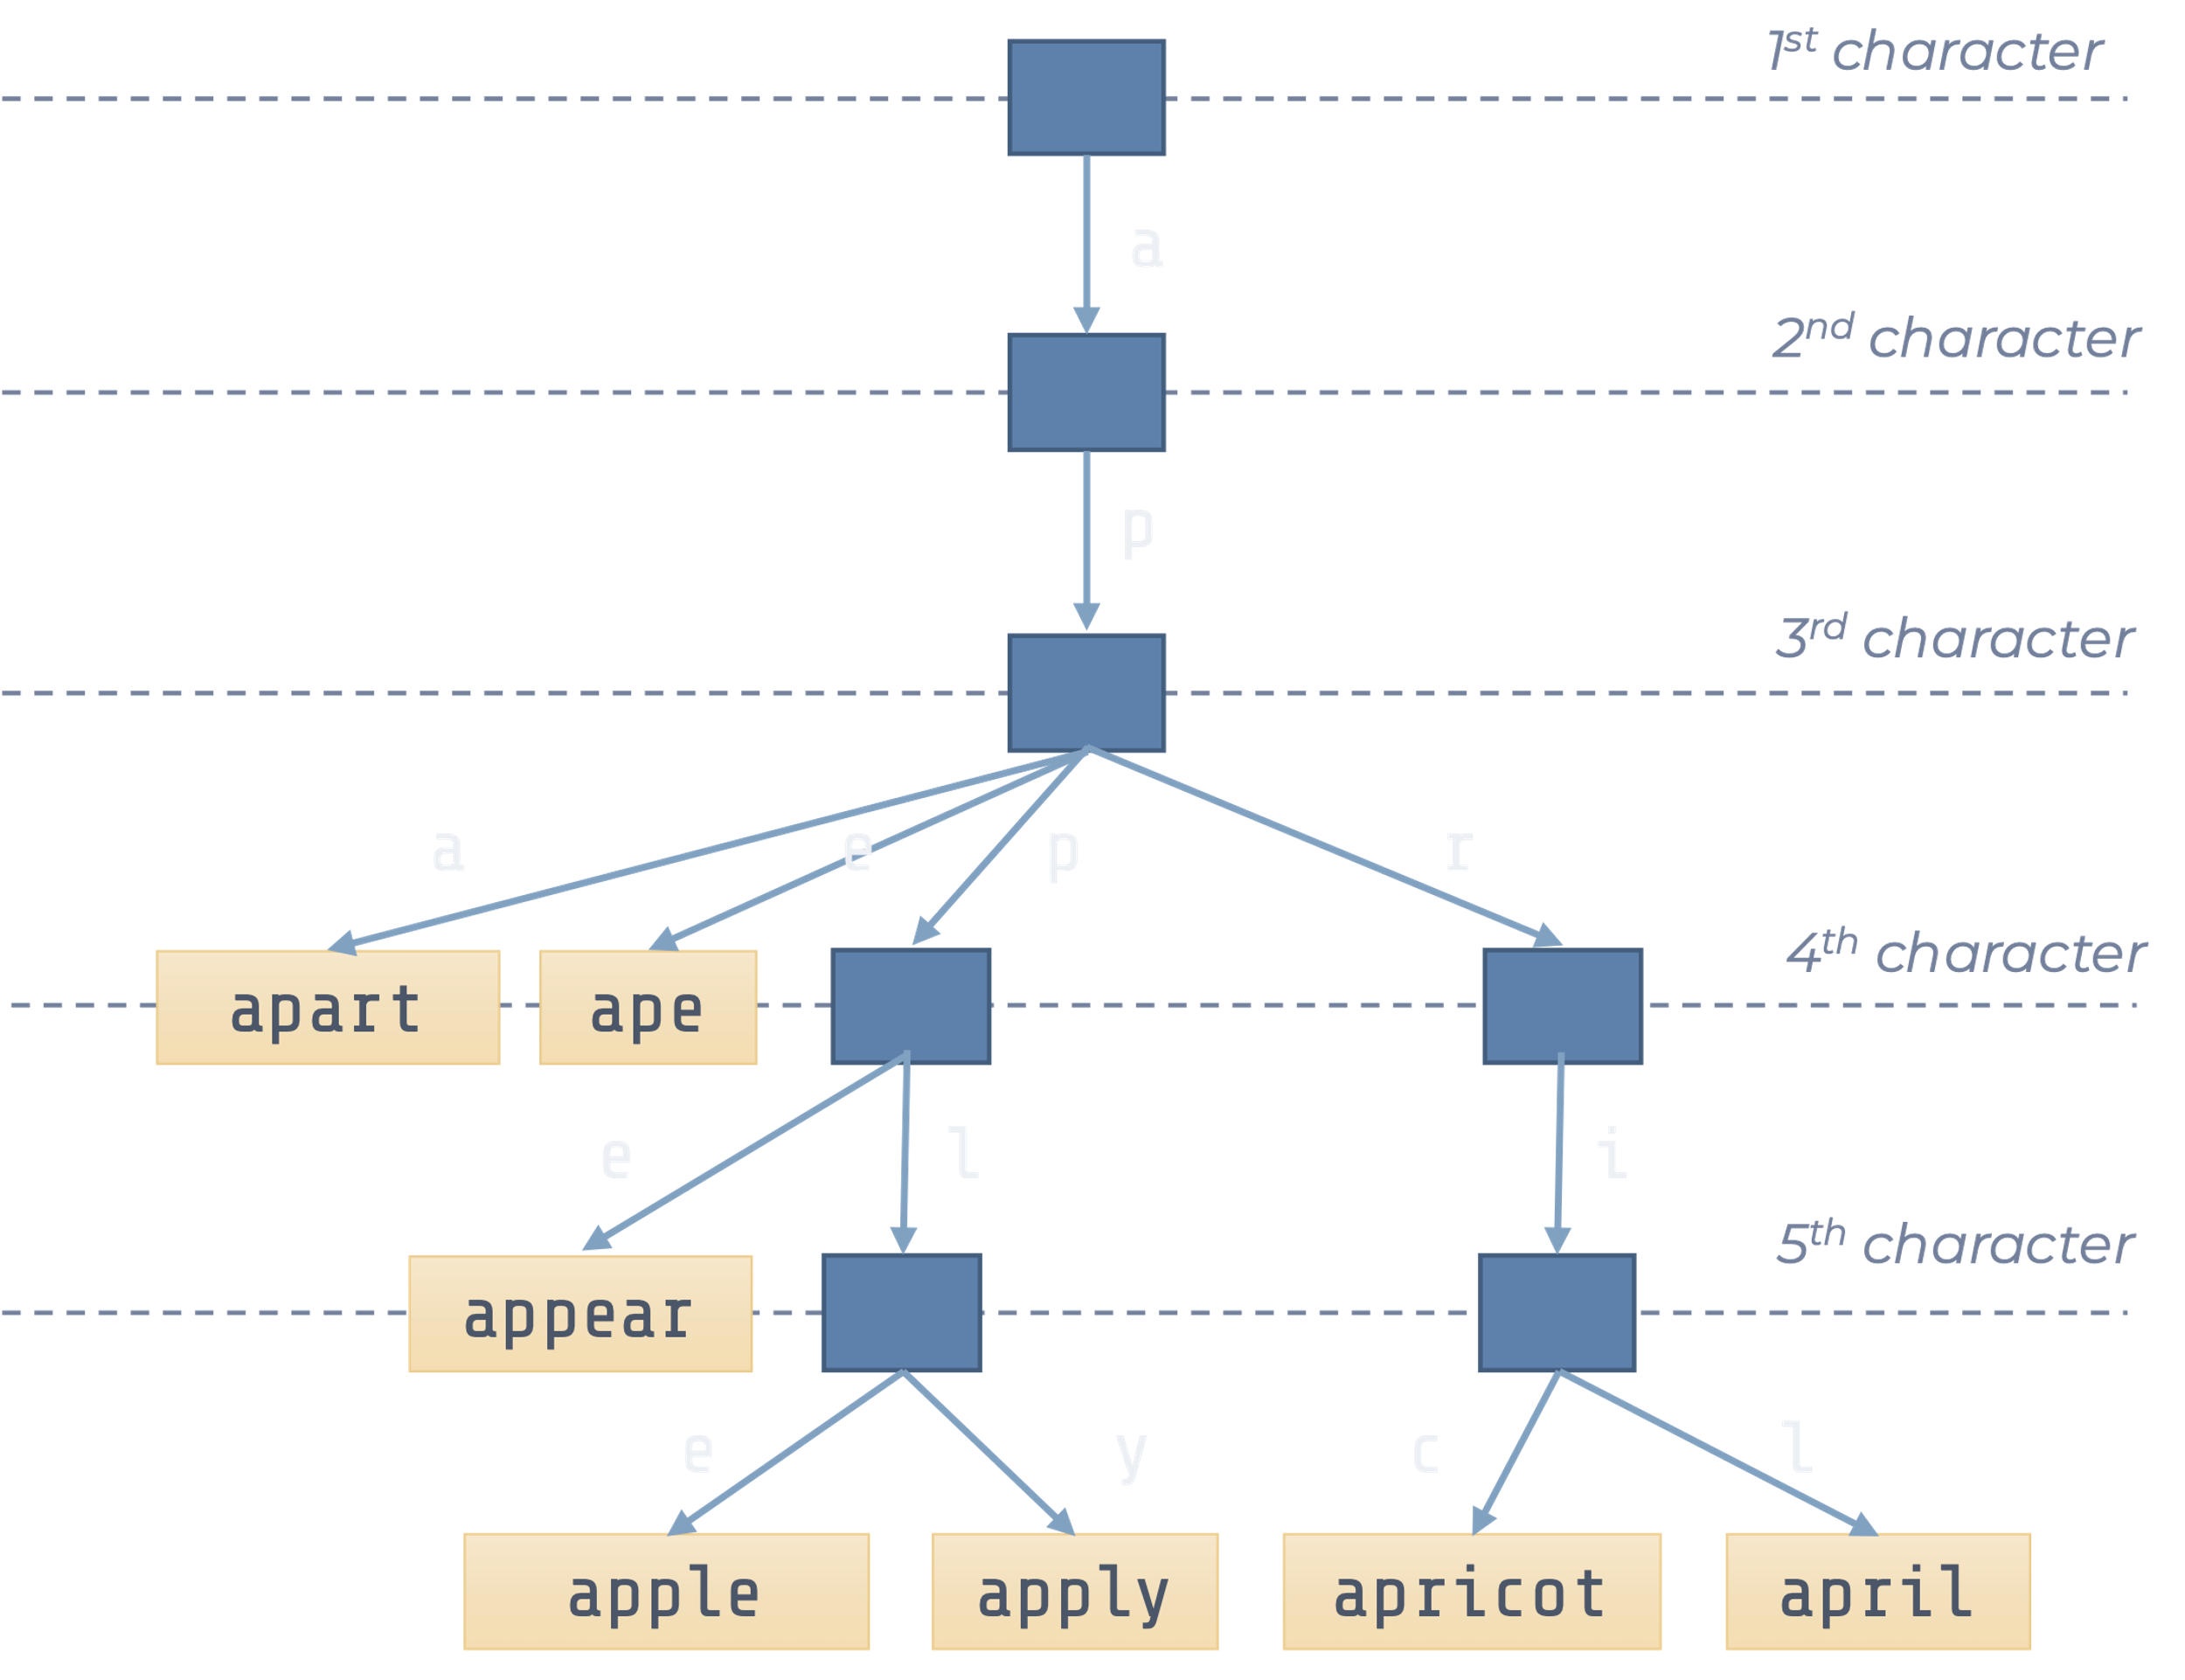 1st character
a
2nd character
p
3rd character
a e p r
4th character
apart ape
e l i
5th character
appear
e y c l
apple apply apricot april